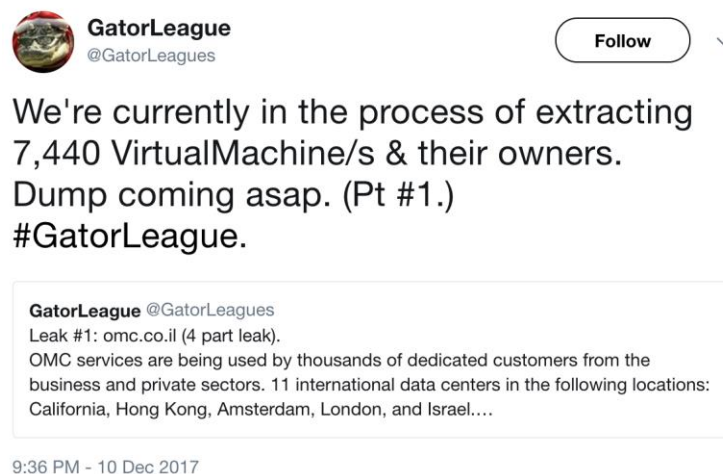 GatorLeague
@GatorLeagues
Follow
We're currently in the process of extracting
7,440 VirtualMachine/s & their owners.
Dump coming asap. (Pt #1.)
#GatorLeague.
GatorLeague @GatorLeagues
Leak #1: omc.co.il (4 part leak).
OMC services are being used by thousands of dedicated customers from the
business and private sectors. 11 international data centers in the following locations:
California, Hong Kong, Amsterdam, London, and Israel....
9:36 PM - 10 Dec 2017